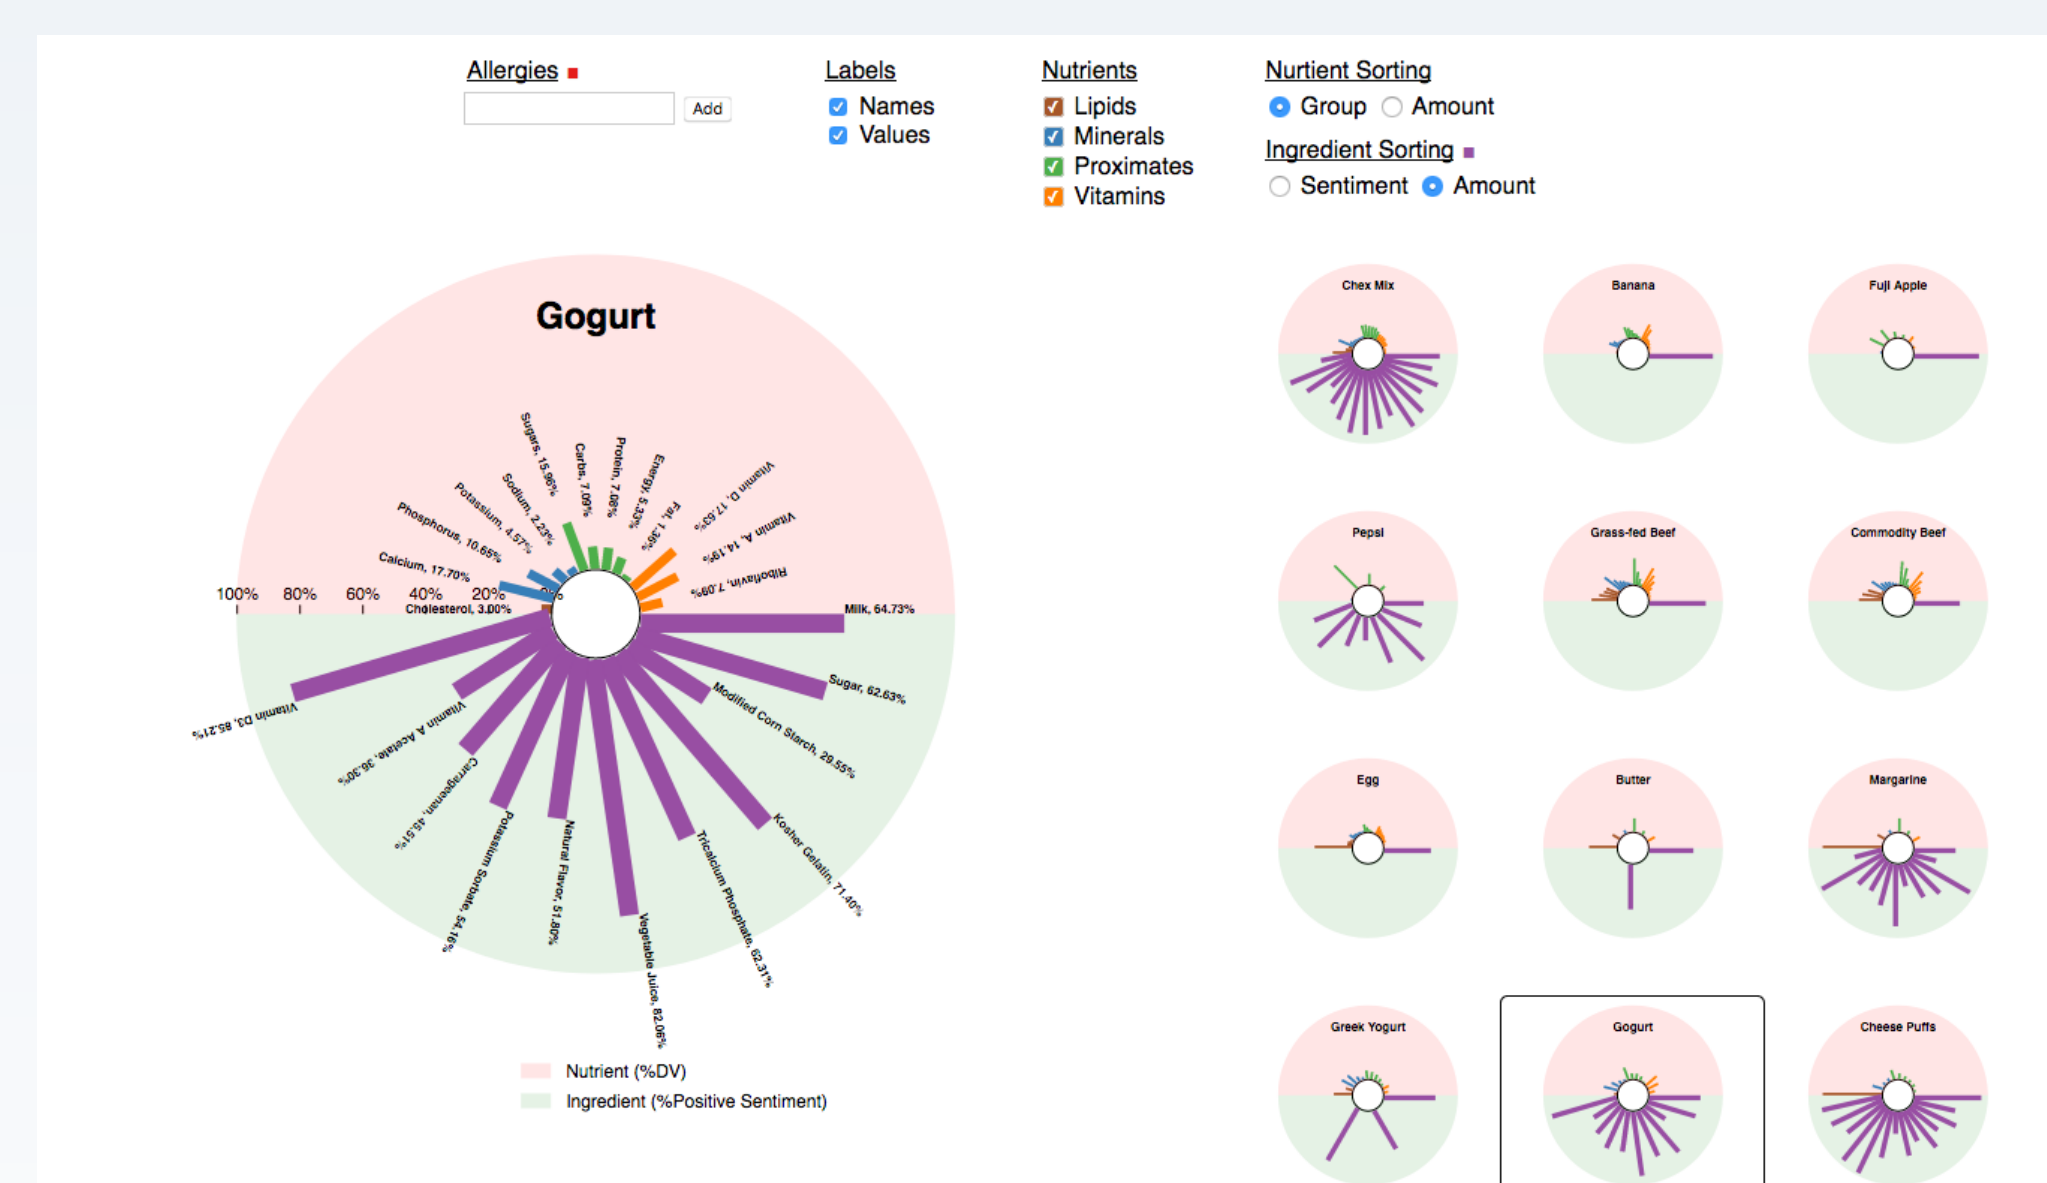 Allergies
Add
Labels
Names
Values
Nutrients
Lipids
Minerals
Proximates
Vitamins
Nurtient Sorting
Group
Amount
Ingredient Sorting
Sentiment
Amount
Gogurt
Sugars, 15.96%
Carbs, 7.09%
Protein, 7.08%
Energy, 5.33%
Fat, 1.36%
Vitamin D, 17.63%
Vitamin A, 14.19%
Riboflavin, 7.09%
Sodium, 2.23%
Potassium, 4.57%
Phosphorus, 10.65%
Calcium, 17.70%
Cholesterol, 3.00%
100%
80%
60%
40%
20%
0%
Milk, 64.73%
Sugar, 62.63%
Modified Corn Starch, 29.55%
Kosher Gelatin, 71.40%
Tricalcium Phosphate, 62.31%
Vegetable Juice, 82.06%
Natural Flavor, 51.80%
Potassium Sorbate, 54.16%
Carrageenan, 45.51%
Vitamin A Acetate, 36.30%
Vitamin D3, 85.21%
Nutrient (%DV)
Ingredient (%Positive Sentiment)
Chex Mix
Banana
Fuji Apple
Pepsi
Grass-fed Beef
Commodity Beef
Egg
Butter
Margarine
Greek Yogurt
Gogurt
Cheese Puffs